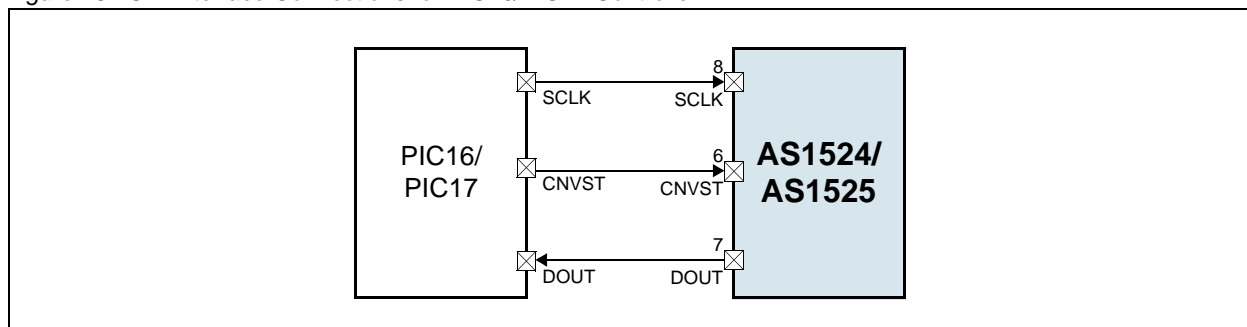 8
SCLK SCLK
PIC16/
PIC17
6
CNVST CNVST
AS1524/
AS1525
7
DOUT DOUT